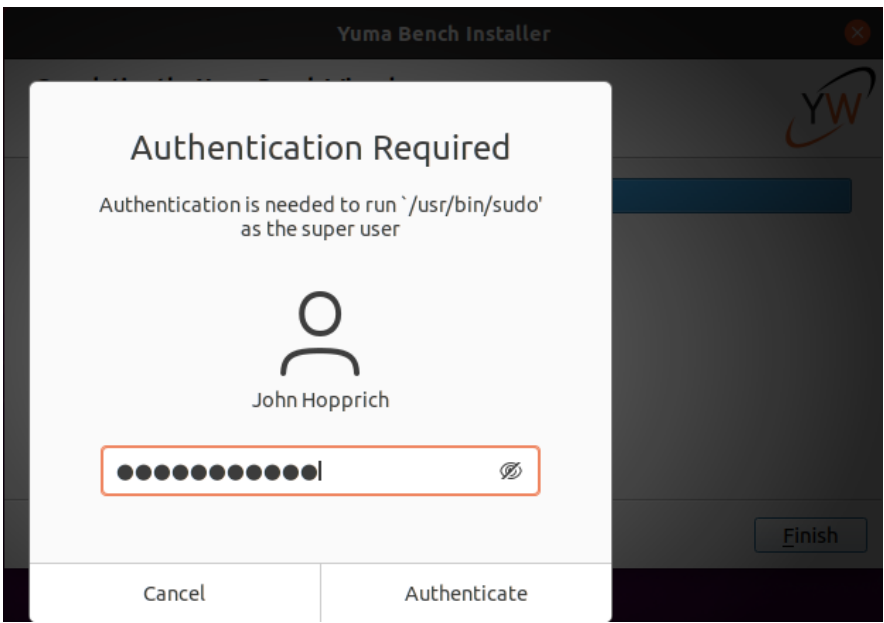 Yuma Bench Installer
YW
Authentication Required
Authentication is needed to run `/usr/bin/sudo'
as the super user
John Hopprich
Finish
Cancel
Authenticate